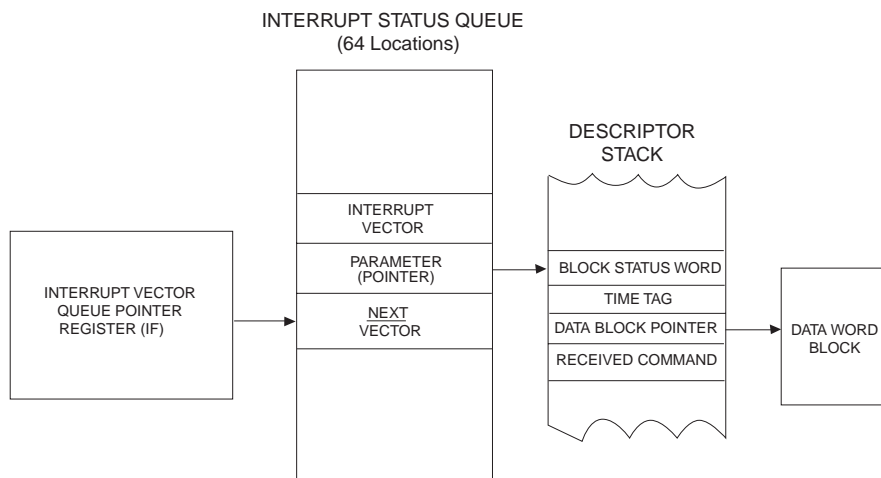 INTERRUPT STATUS QUEUE
(64 Locations)
DESCRIPTOR
STACK
INTERRUPT
VECTOR
PARAMETER
(POINTER)
NEXT
VECTOR
INTERRUPT VECTOR
QUEUE POINTER
REGISTER (IF)
BLOCK STATUS WORD
TIME TAG
DATA BLOCK POINTER
RECEIVED COMMAND
DATA WORD
BLOCK